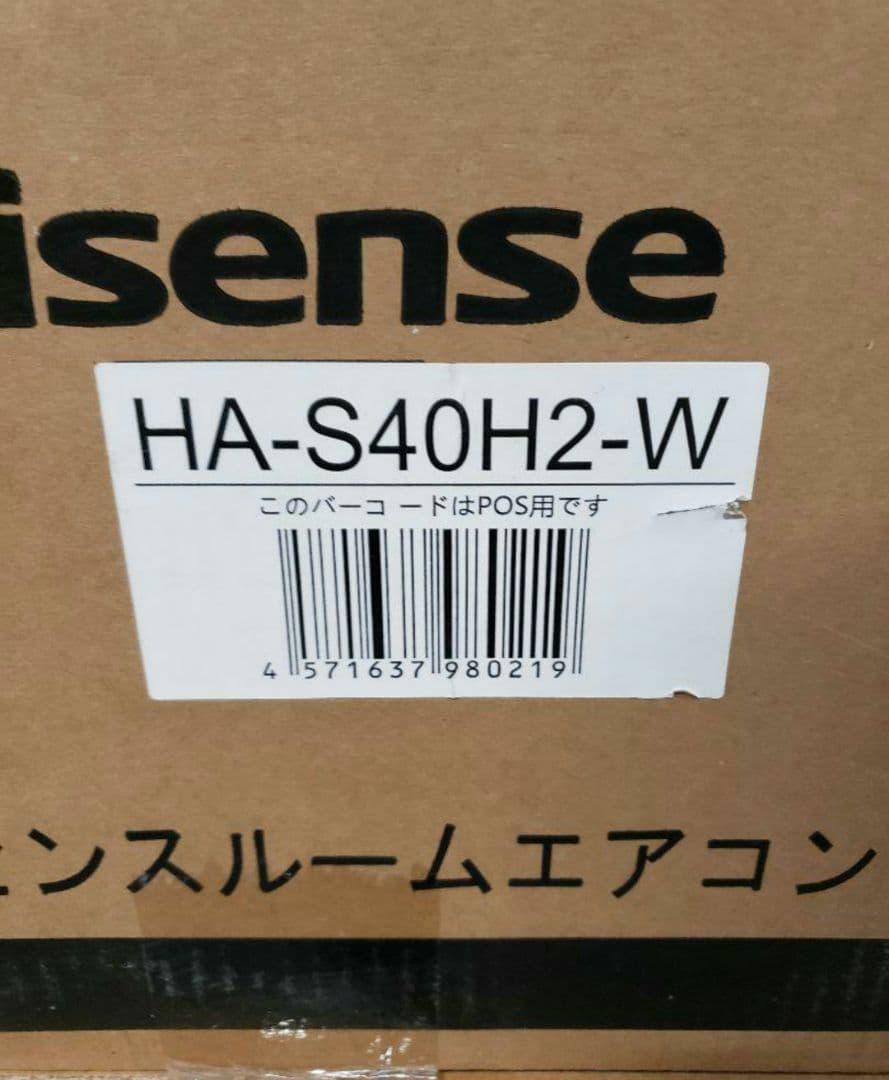 isense
HA-S40H2-W
このバーコードはPOS用です
4 571637 980219
ンスルームエアコン